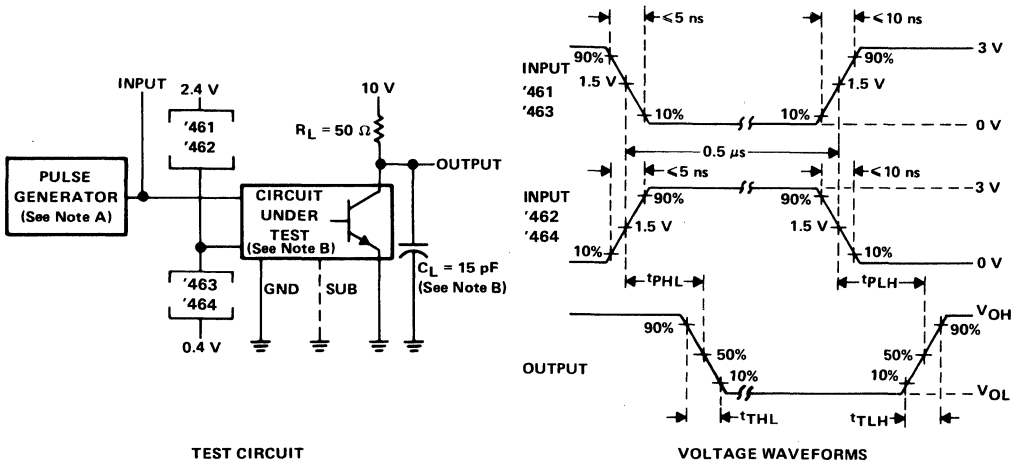 INPUT
2.4 V
'461
'462
PULSE
GENERATOR
(See Note A)
'463
'464
0.4 V
10 V
RL = 50 Ω
OUTPUT
CIRCUIT
UNDER
TEST
(See Note B)
GND
SUB
CL = 15 pF
(See Note B)
TEST CIRCUIT
≤5 ns
≤10 ns
INPUT
'461
'463
90%
1.5 V
10%
10%
1.5 V
90%
3 V
0 V
0.5 μs
≤5 ns
≤10 ns
INPUT
'462
'464
10%
1.5 V
90%
90%
1.5 V
10%
3 V
0 V
tPHL
tPLH
OUTPUT
90%
50%
10%
10%
50%
90%
VOH
VOL
tTHL
tTLH
VOLTAGE WAVEFORMS